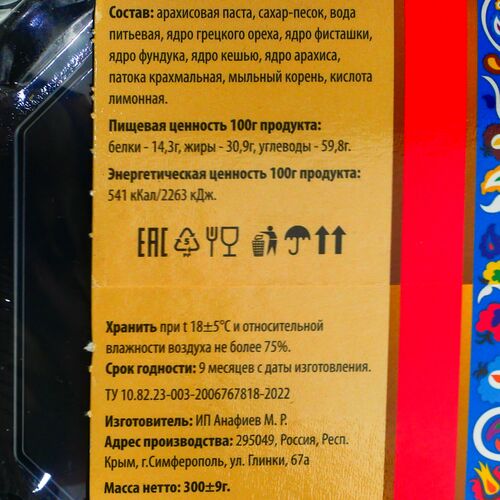 Состав: арахисовая паста, сахар-песок, вода
питьевая, ядро грецкого ореха, ядро фисташки,
ядро фундука, ядро кешью, ядро арахиса,
патока крахмальная, мыльный корень, кислота
лимонная.
Пищевая ценность 100г продукта:
белки - 14,3г, жиры - 30,9г, углеводы - 59,8г.
Энергетическая ценность 100г продукта:
541 кКал/2263 кДж.
ЕАС 5
Хранить при t 18±5°С и относительной
влажности воздуха не более 75%.
Срок годности: 9 месяцев с даты изготовления.
ТУ 10.82.23-003-2006767818-2022
Изготовитель: ИП Анафиев М. Р.
Адрес производства: 295049, Россия, Респ.
Крым, г.Симферополь, ул. Глинки, 67а
Масса нетто: 300±9г.